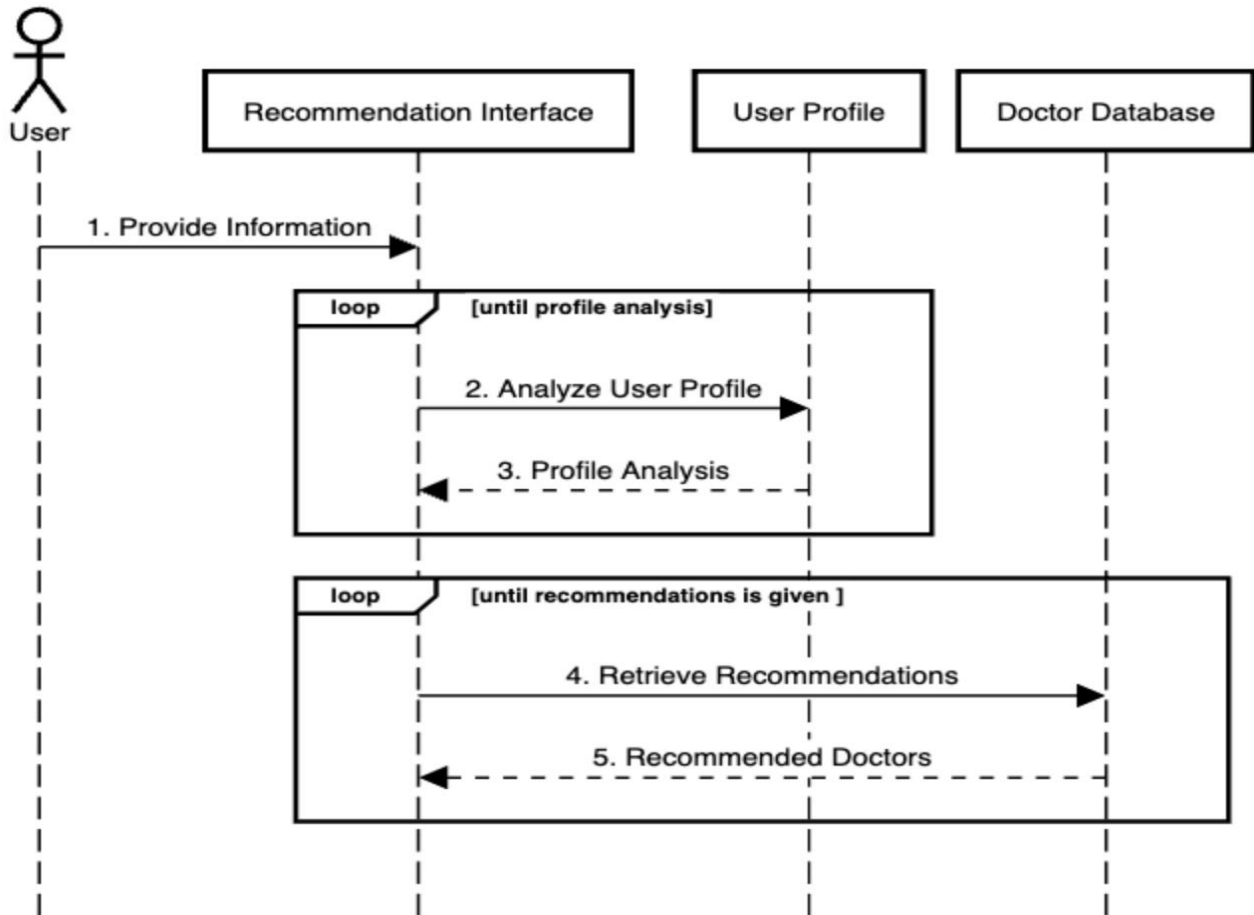 User
Recommendation Interface
User Profile
Doctor Database
1. Provide Information
loop
[until profile analysis]
2. Analyze User Profile
3. Profile Analysis
loop
[until recommendations is given ]
4. Retrieve Recommendations
5. Recommended Doctors